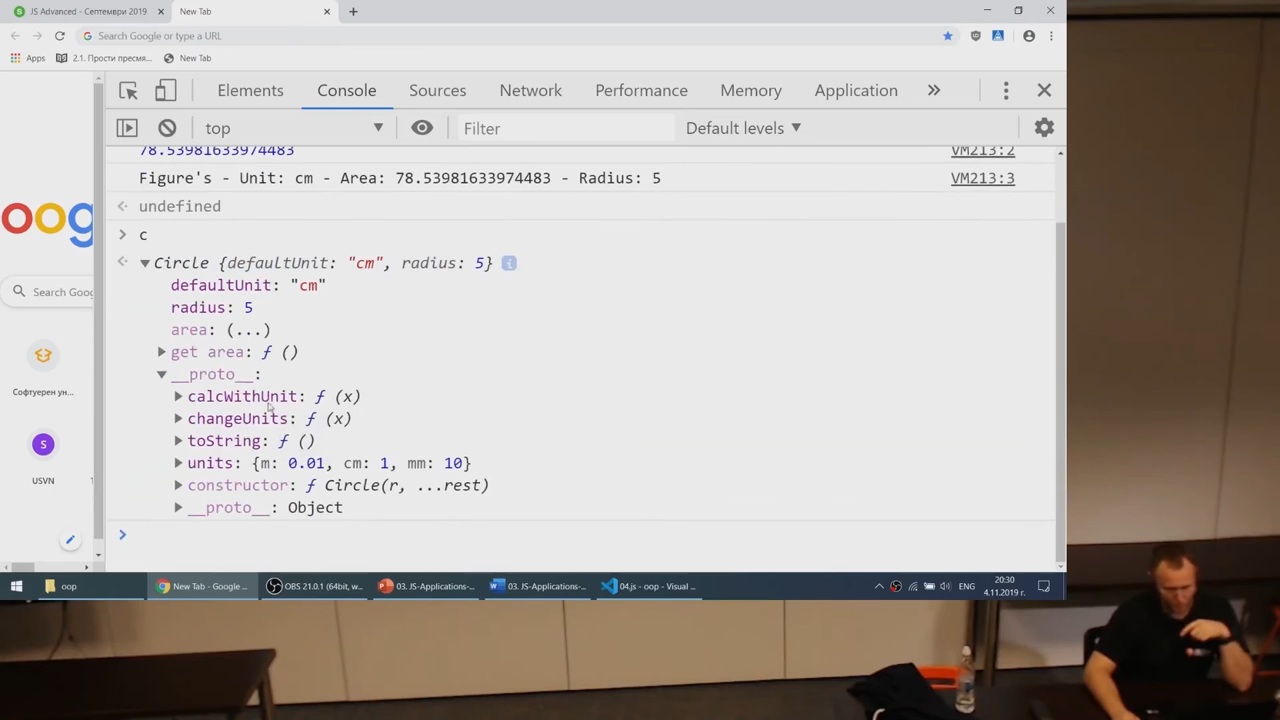 JS Advanced - Септември 2019
New Tab
Search Google or type a URL
Apps
2.1. Прости пресмя...
New Tab
Elements
Console
Sources
Network
Performance
Memory
Application
top
Filter
Default levels
78.53981633974483
VM213:2
Figure's - Unit: cm - Area: 78.53981633974483 - Radius: 5
VM213:3
undefined
c
Circle {defaultUnit: "cm", radius: 5}
defaultUnit: "cm"
radius: 5
area: (...)
get area: ƒ ()
__proto__:
calcWithUnit: ƒ (x)
changeUnits: ƒ (x)
toString: ƒ ()
units: {m: 0.01, cm: 1, mm: 10}
constructor: ƒ Circle(r, ...rest)
__proto__: Object
oog
Search Goog
Софтуерен ун...
S
USVN
оор
New Tab - Google ...
OBS 21.0.1 (64bit, w...
03. JS-Applications-...
03. JS-Applications-...
04.js - oop - Visual ...
ЕНГ
20:30
4.11.2019 г.